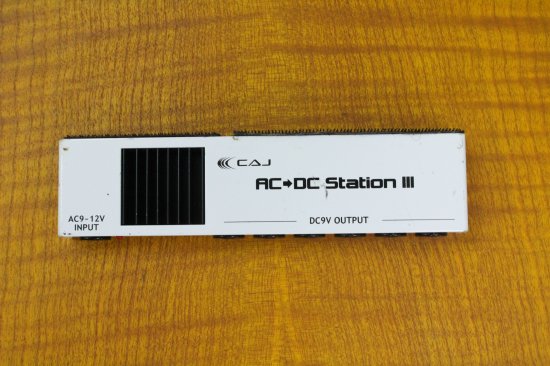 CAJ
AC➡DC Station III
AC9-12V
INPUT
DC9V OUTPUT